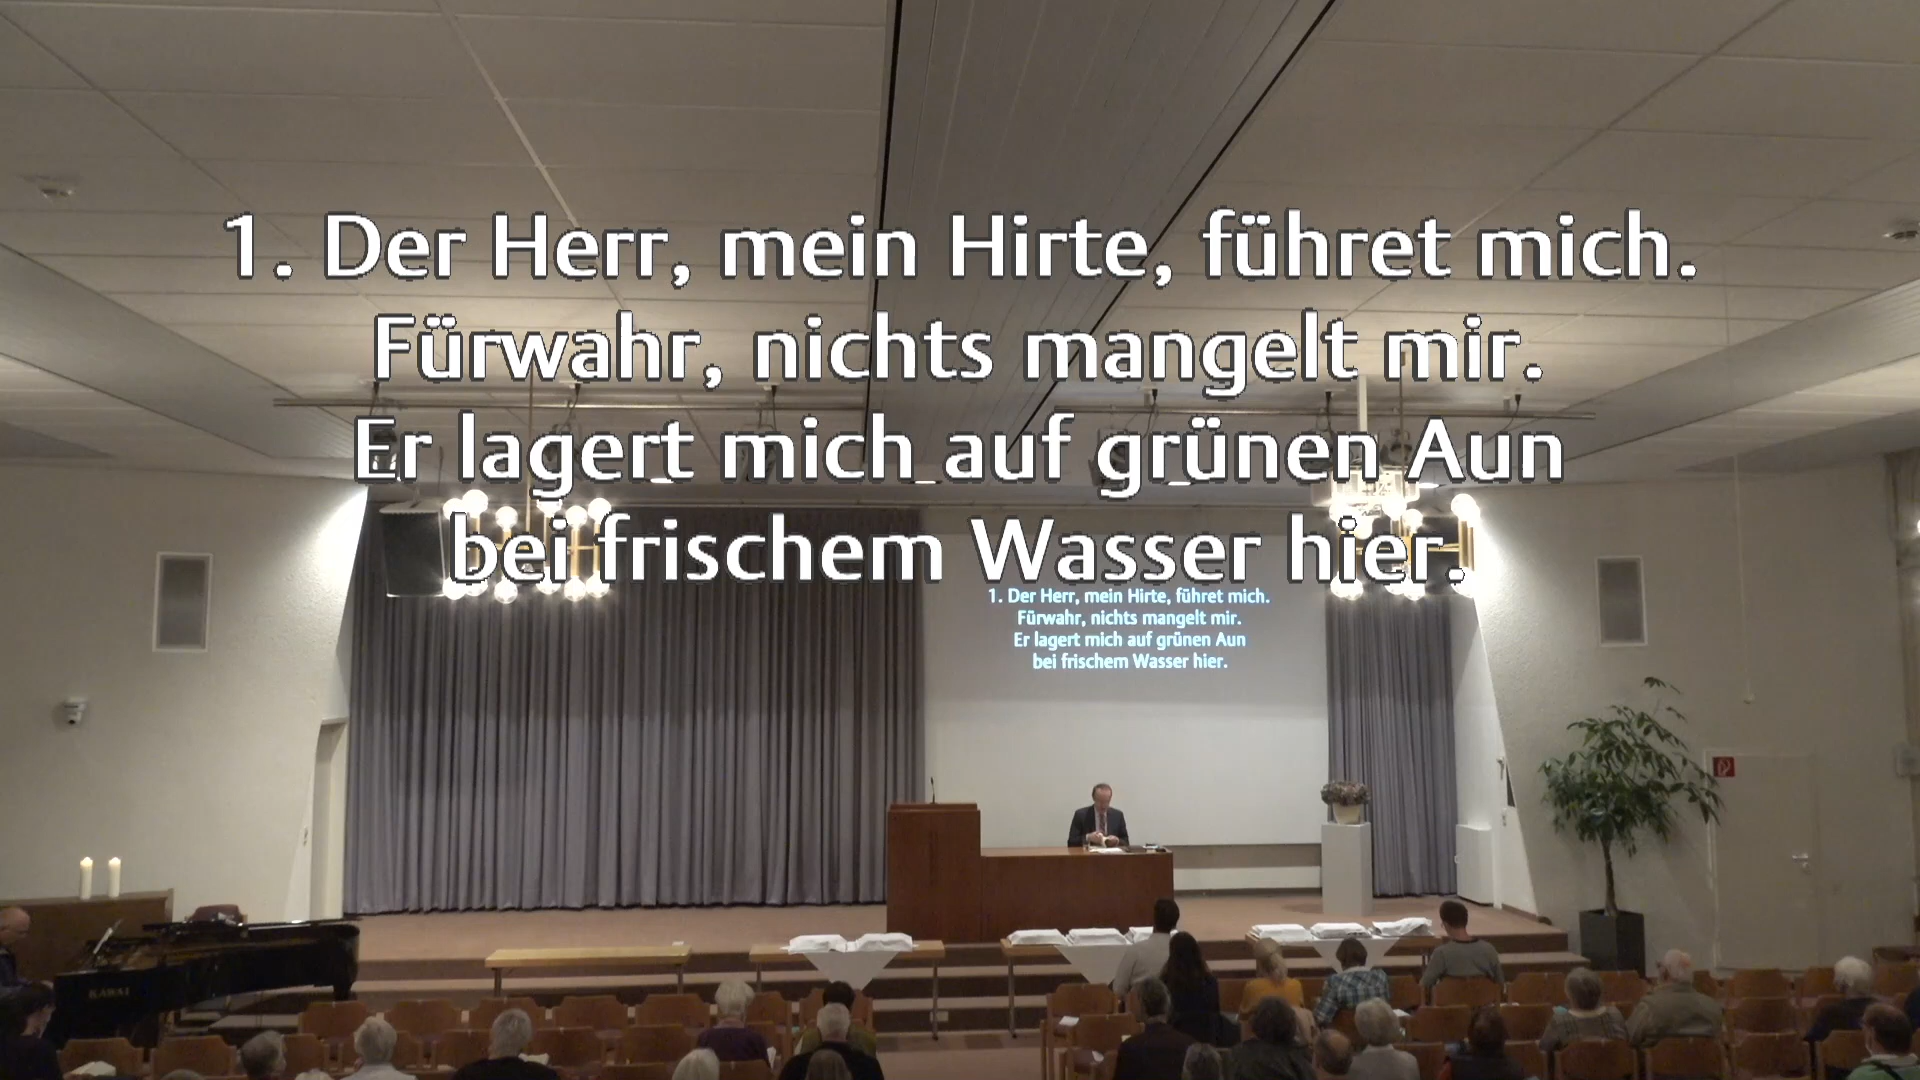 1. Der Herr, mein Hirte, führet mich.
Fürwahr, nichts mangelt mir.
Er lagert mich auf grünen Aun
bei frischem Wasser hier.
1. Der Herr, mein Hirte, führet mich.
Fürwahr, nichts mangelt mir.
Er lagert mich auf grünen Aun
bei frischem Wasser hier.
KAWAI